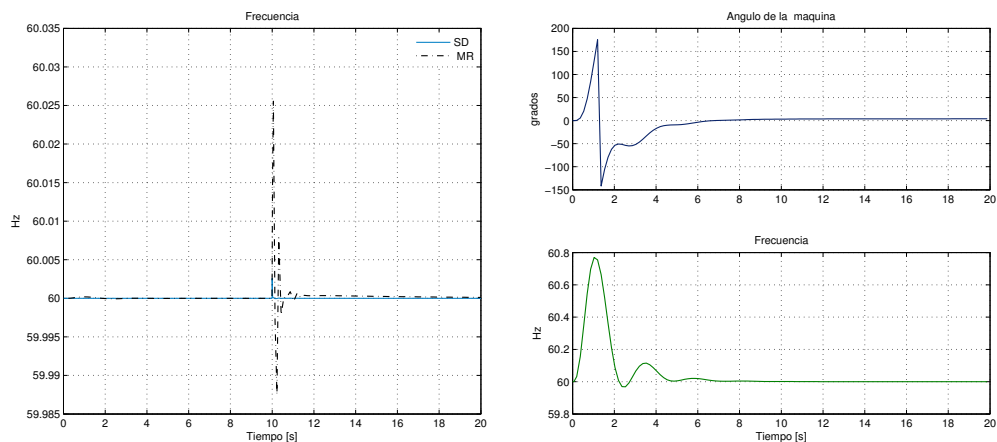 Frecuencia
60.035
60.03
60.025
60.02
60.015
60.01
60.005
60
59.995
59.99
59.985
Hz
SD
MR
0 2 4 6 8 10 12 14 16 18 20
Tiempo [s]
Angulo de la maquina
200
150
100
50
0
−50
−100
−150
grados
0 2 4 6 8 10 12 14 16 18 20
Frecuencia
60.8
60.6
60.4
60.2
60
59.8
Hz
0 2 4 6 8 10 12 14 16 18 20
Tiempo [s]